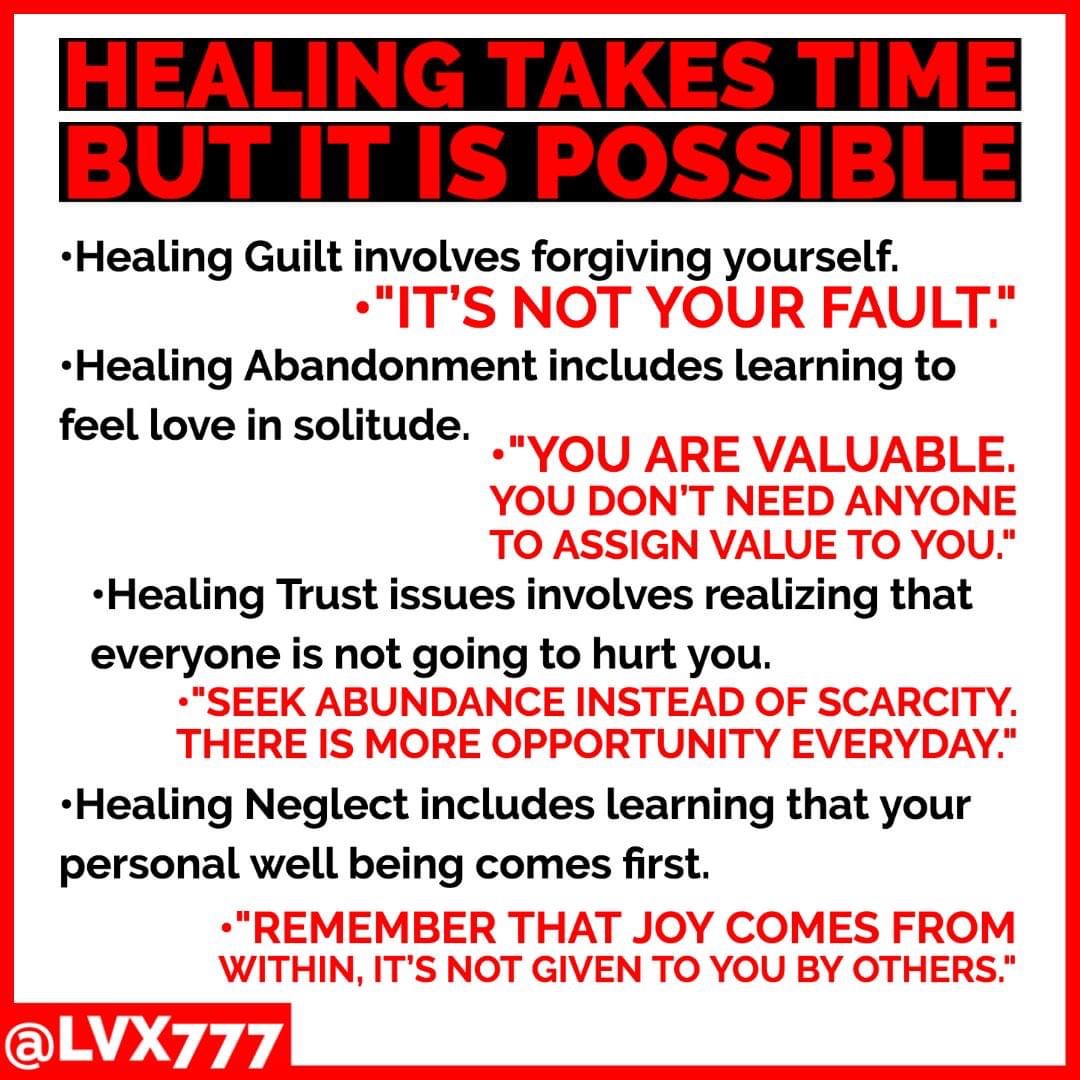 HEALING TAKES TIME
BUT IT IS POSSIBLE
•Healing Guilt involves forgiving yourself.
•"IT’S NOT YOUR FAULT."
•Healing Abandonment includes learning to
feel love in solitude.
•"YOU ARE VALUABLE.
YOU DON’T NEED ANYONE
TO ASSIGN VALUE TO YOU."
•Healing Trust issues involves realizing that
everyone is not going to hurt you.
•"SEEK ABUNDANCE INSTEAD OF SCARCITY.
THERE IS MORE OPPORTUNITY EVERYDAY."
•Healing Neglect includes learning that your
personal well being comes first.
•"REMEMBER THAT JOY COMES FROM
WITHIN, IT’S NOT GIVEN TO YOU BY OTHERS."
@LVX777